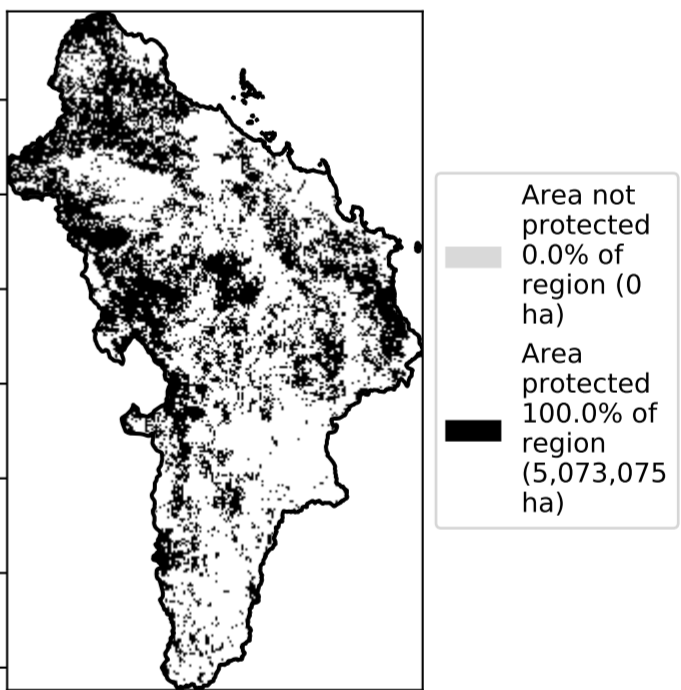 Area not
protected
0.0% of
region (0
ha)
Area
protected
100.0% of
region
(5,073,075
ha)